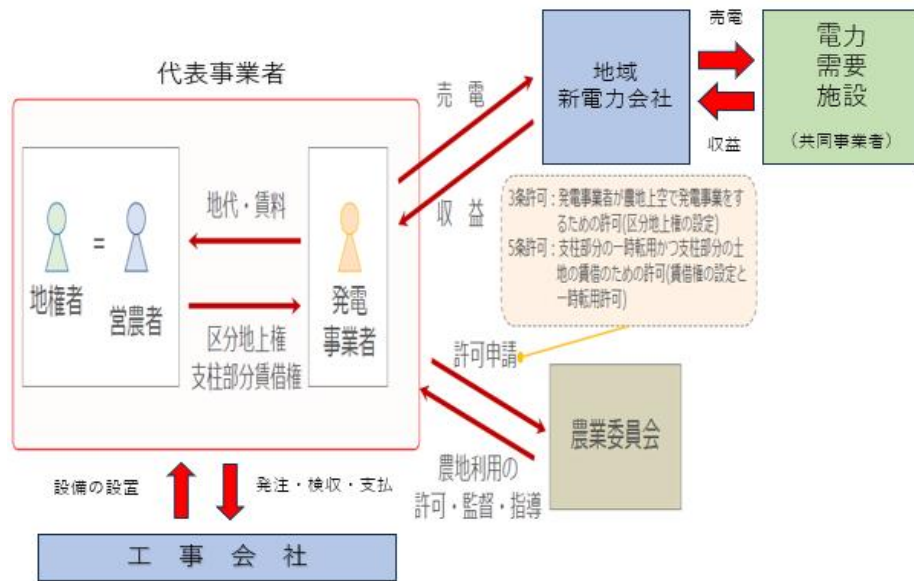 代表事業者
売電
地域
新電力会社
売電
収益
電力
需要
施設
（共同事業者）
収益
地権者
=
営農者
地代・賃料
区分地上権
支柱部分賃借権
発電
事業者
3条許可：発電事業者が農地上空で発電事業をす
るための許可(区分地上権の設定)
5条許可：支柱部分の一時転用かつ支柱部分の土
地の賃借のための許可(賃借権の設定と
一時転用許可)
許可申請
農業委員会
農地利用の
許可・監督・指導
設備の設置
発注・検収・支払
工事会社